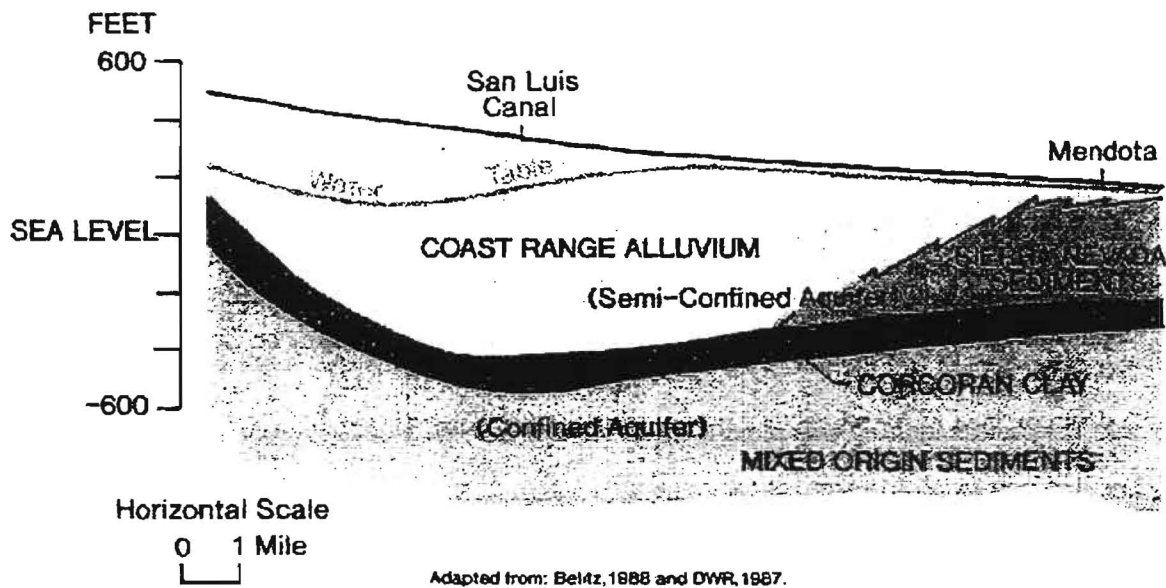 FEET
600
San Luis
Canal
Mendota
Water Table
SEA LEVEL
COAST RANGE ALLUVIUM
SIERRA NEVADA
SEDIMENTS
(Semi-Confined Aquifer)
CORCORAN CLAY
-600
(Confined Aquifer)
MIXED ORIGIN SEDIMENTS
Horizontal Scale
0 1 Mile
Adapted from: Belitz, 1988 and DWR, 1987.